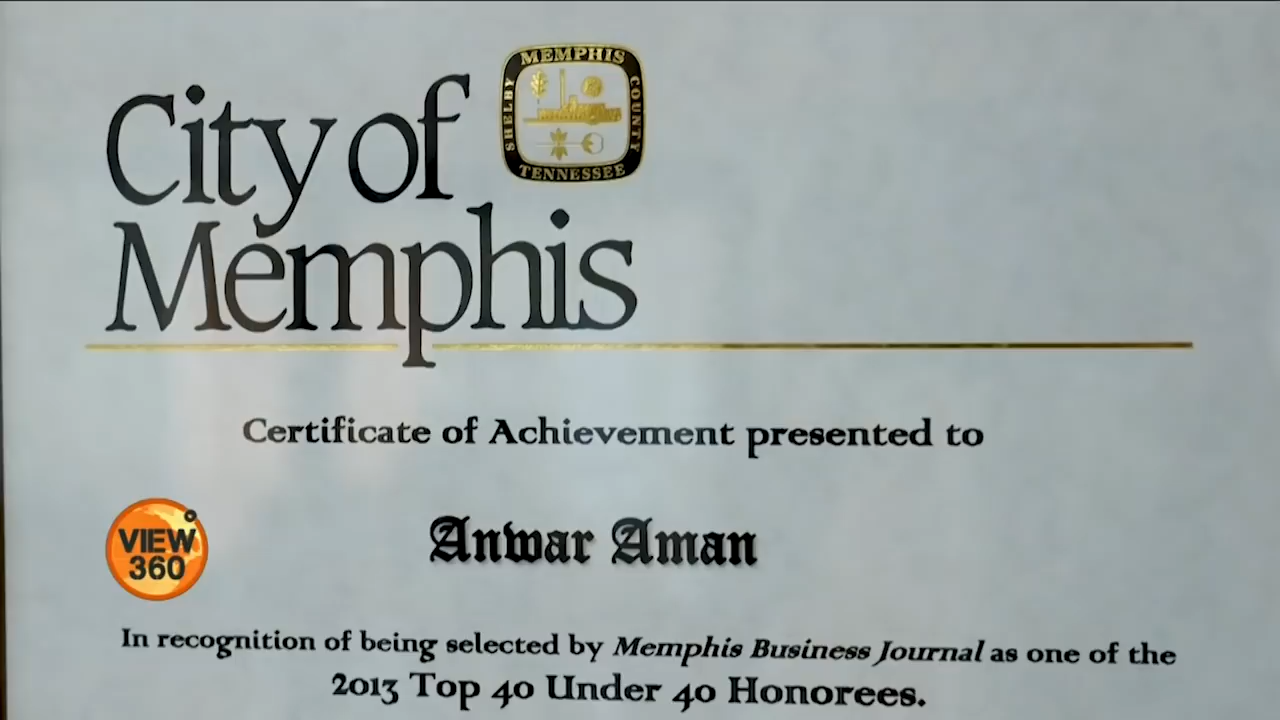 City of
Memphis
MEMPHIS
SHELBY
COUNTY
TENNESSEE
Certificate of Achievement presented to
Anwar Aman
VIEW
360°
In recognition of being selected by Memphis Business Journal as one of the
2013 Top 40 Under 40 Honorees.